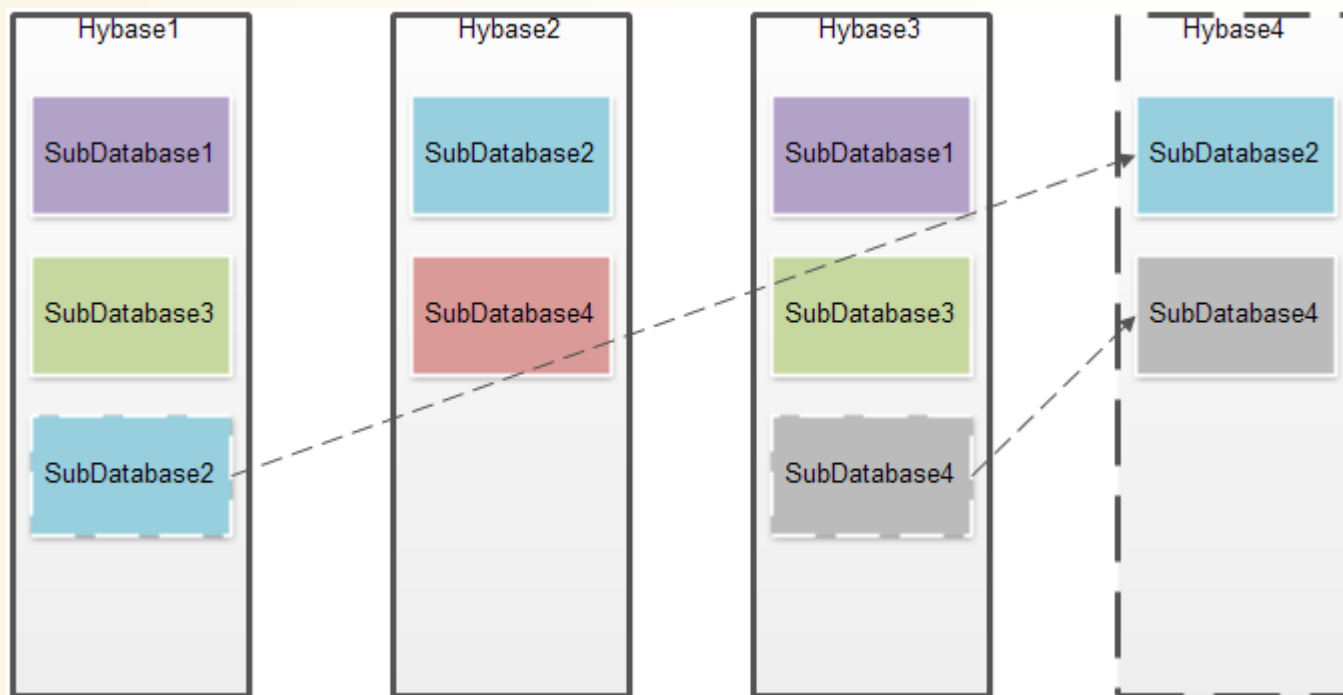 Hybase1
SubDatabase1
SubDatabase3
SubDatabase2
Hybase2
SubDatabase2
SubDatabase4
Hybase3
SubDatabase1
SubDatabase3
SubDatabase4
Hybase4
SubDatabase2
SubDatabase4